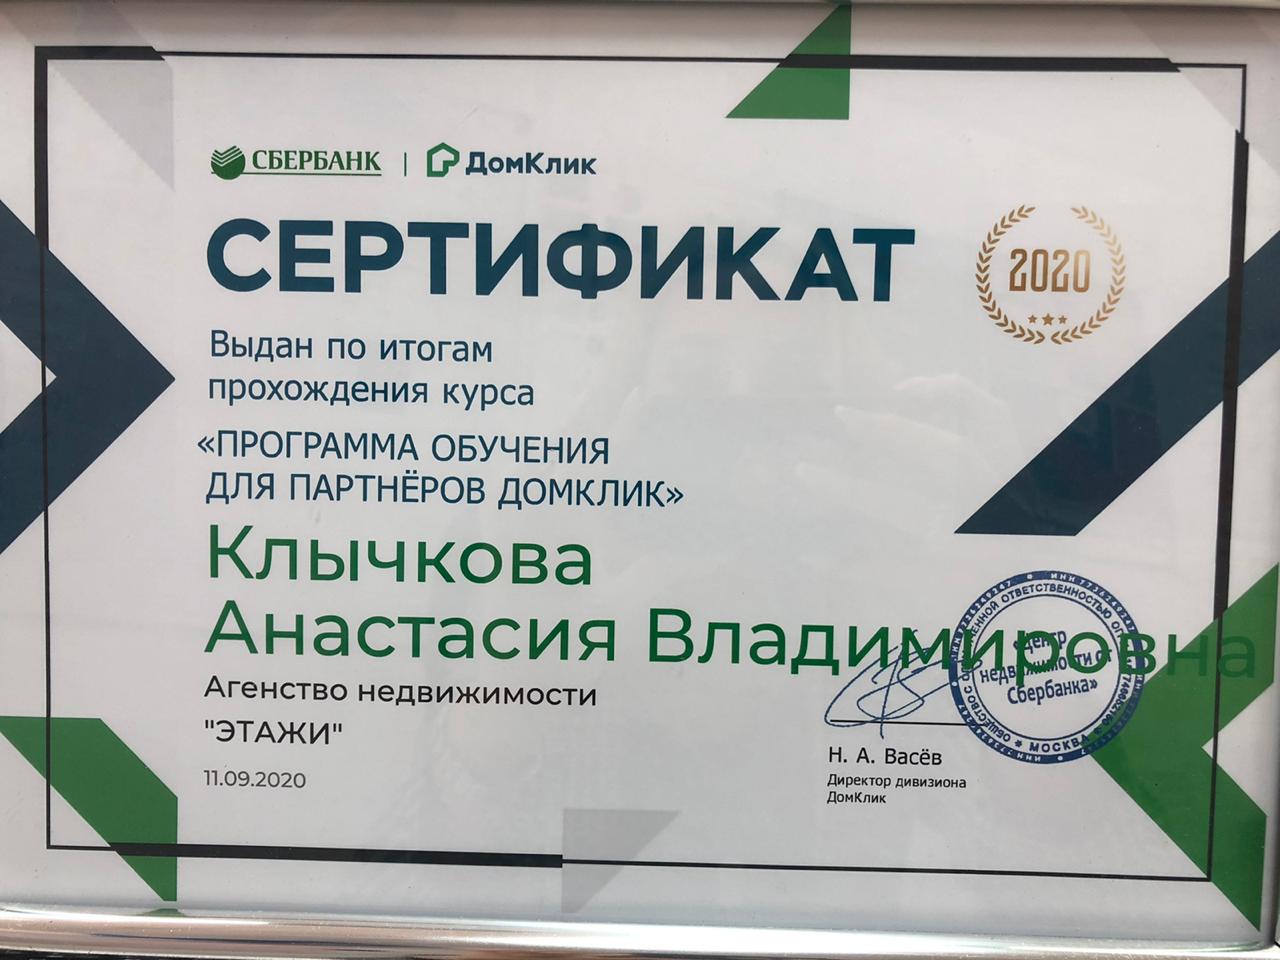 СБЕРБАНК | ДомКлик
СЕРТИФИКАТ
2020
Выдан по итогам
прохождения курса
«ПРОГРАММА ОБУЧЕНИЯ
ДЛЯ ПАРТНЁРОВ ДОМКЛИК»
Клычкова
Анастасия Владимировна
Агенство недвижимости
"ЭТАЖИ"
11.09.2020
Н. А. Васёв
Директор дивизиона
ДомКлик
«Центр
недвижимости от
Сбербанка»
МОСКВА